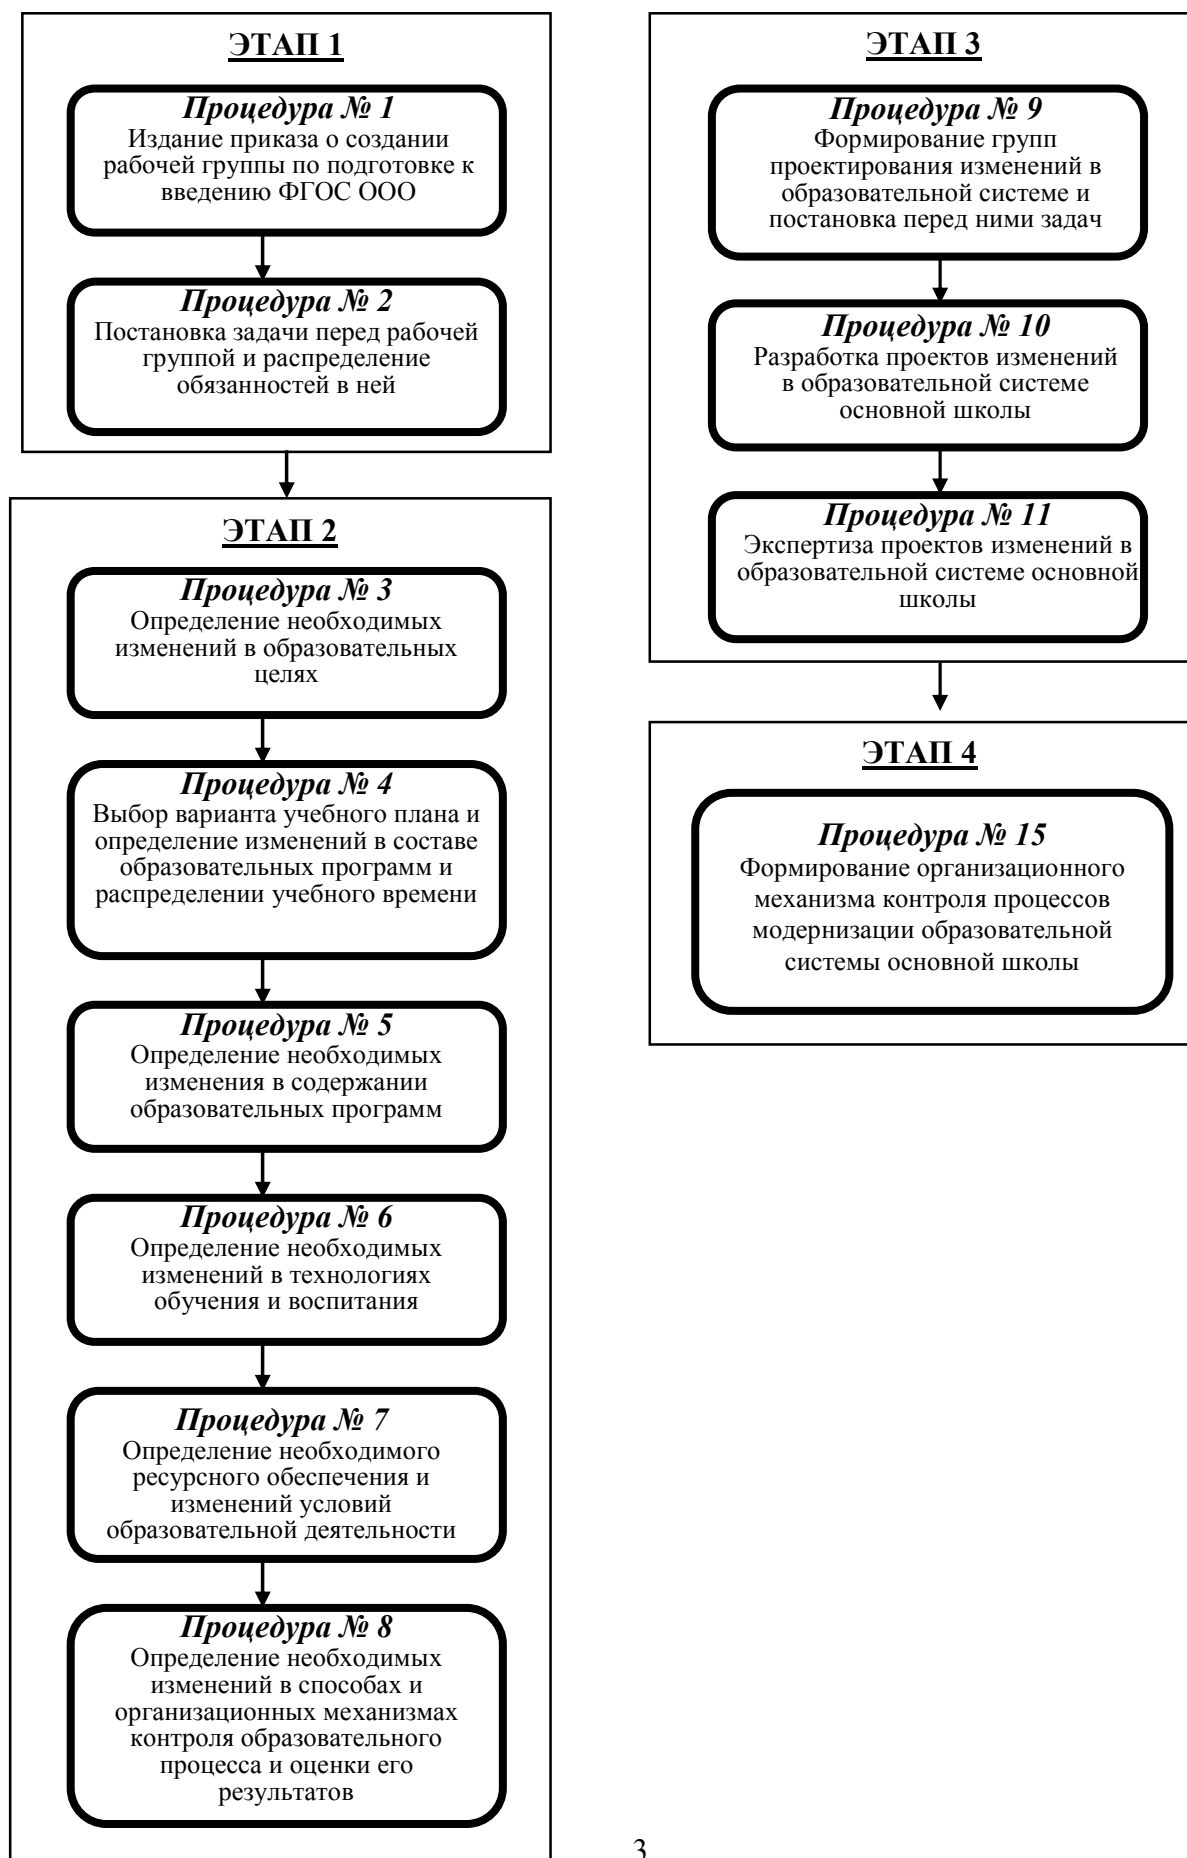 ЭТАП 1
Процедура № 1
Издание приказа о создании
рабочей группы по подготовке к
введению ФГОС ООО
Процедура № 2
Постановка задачи перед рабочей
группой и распределение
обязанностей в ней
ЭТАП 2
Процедура № 3
Определение необходимых
изменений в образовательных
целях
Процедура № 4
Выбор варианта учебного плана и
определение изменений в составе
образовательных программ и
распределении учебного времени
Процедура № 5
Определение необходимых
изменения в содержании
образовательных программ
Процедура № 6
Определение необходимых
изменений в технологиях
обучения и воспитания
Процедура № 7
Определение необходимого
ресурсного обеспечения и
изменений условий
образовательной деятельности
Процедура № 8
Определение необходимых
изменений в способах и
организационных механизмах
контроля образовательного
процесса и оценки его
результатов
ЭТАП 3
Процедура № 9
Формирование групп
проектирования изменений в
образовательной системе и
постановка перед ними задач
Процедура № 10
Разработка проектов изменений
в образовательной системе
основной школы
Процедура № 11
Экспертиза проектов изменений в
образовательной системе основной
школы
ЭТАП 4
Процедура № 15
Формирование организационного
механизма контроля процессов
модернизации образовательной
системы основной школы
3